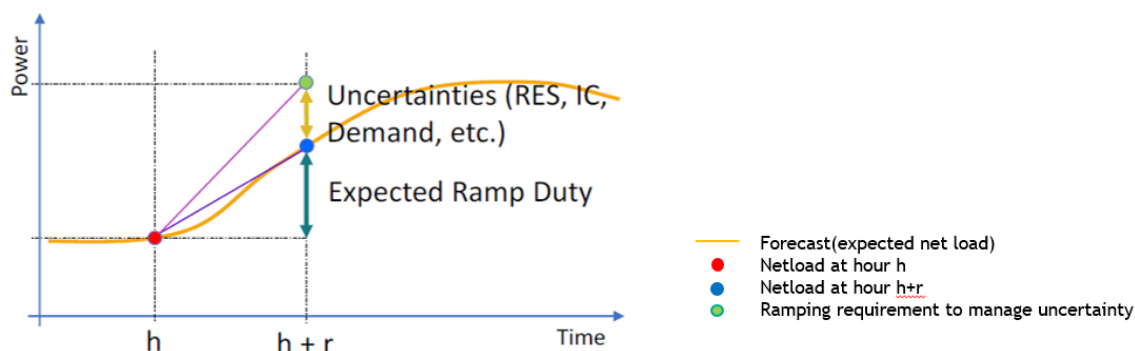 Power
Uncertainties (RES, IC,
Demand, etc.)
Expected Ramp Duty
h
h + r
Time
Forecast(expected net load)
Netload at hour h
Netload at hour h+r
Ramping requirement to manage uncertainty